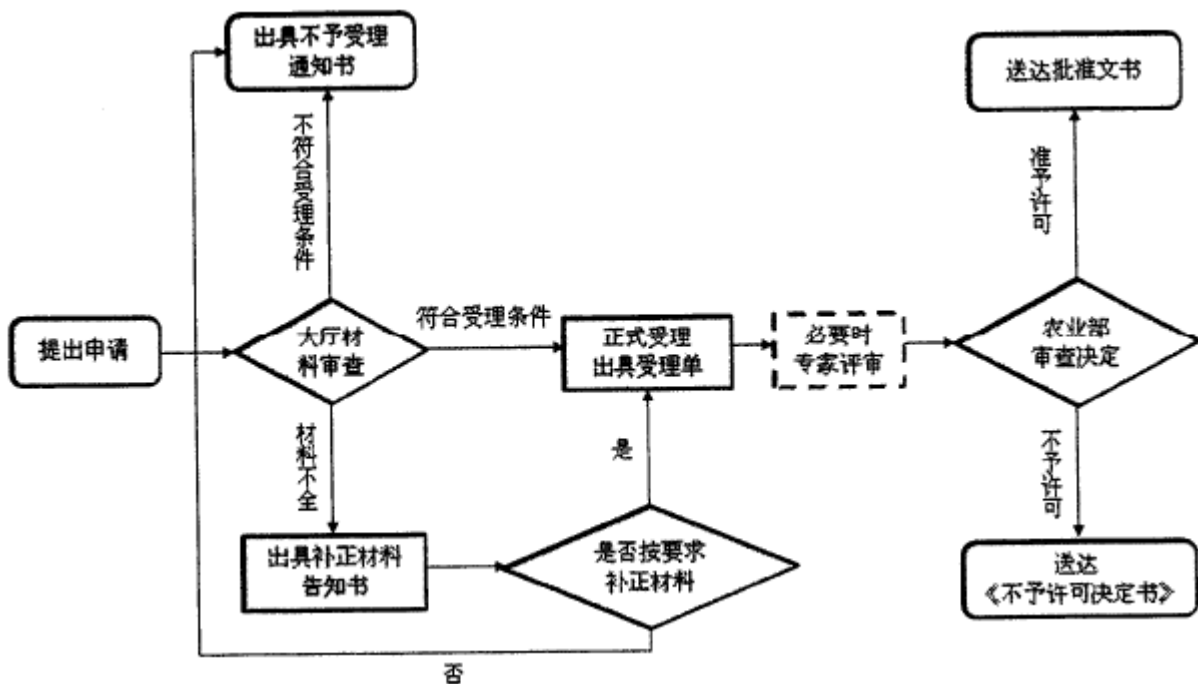 出具不予受理
通知书
送达批准文书
不符合受理条件
准予许可
提出申请
大厅材
料审查
符合受理条件
正式受理
出具受理单
必要时
专家评审
农业部
审查决定
材料不全
是
不予许可
出具补正材料
告知书
是否按要求
补正材料
送达
《不予许可决定书》
否